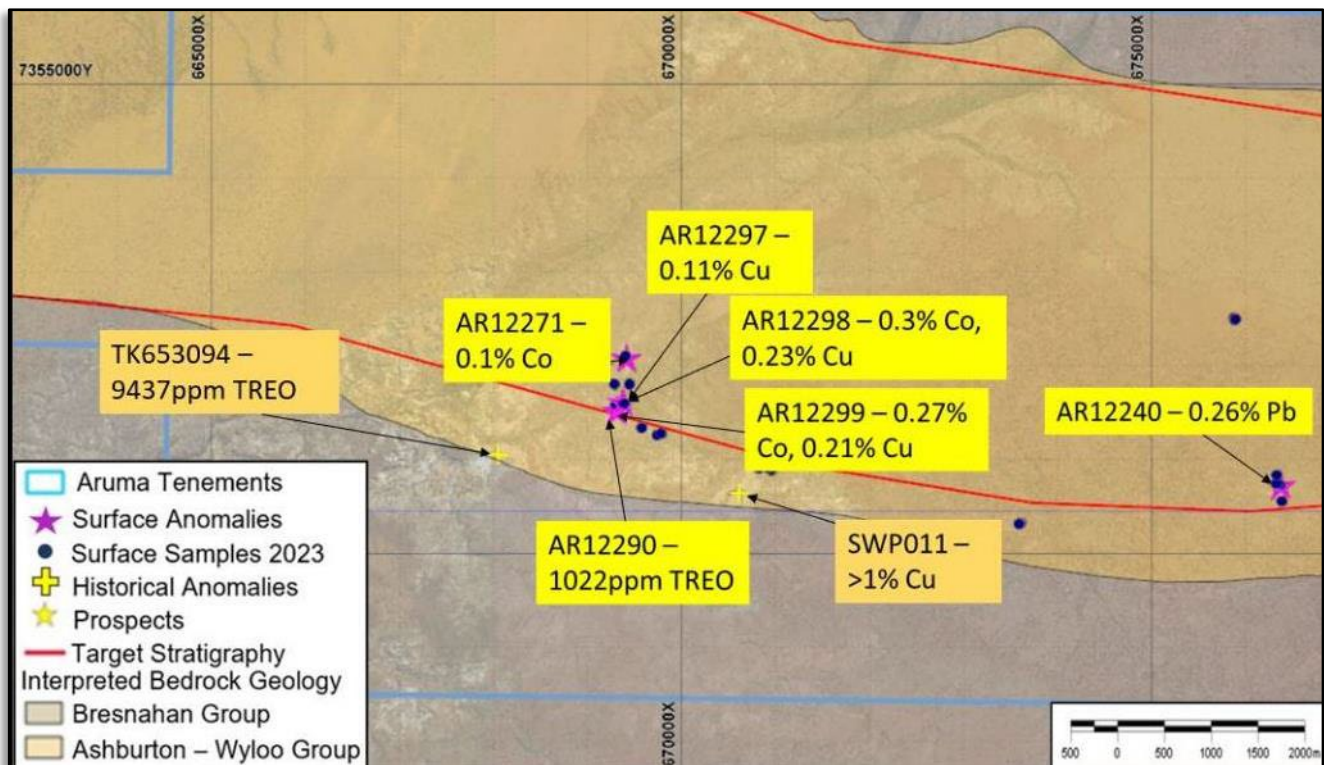 665000X
670000X
675000X
7355000Y
AR12297 –
0.11% Cu
AR12271 –
0.1% Co
AR12298 – 0.3% Co,
0.23% Cu
TK653094 –
9437ppm TREO
AR12299 – 0.27%
Co, 0.21% Cu
AR12240 – 0.26% Pb
AR12290 –
1022ppm TREO
SWP011 –
>1% Cu
Aruma Tenements
Surface Anomalies
Surface Samples 2023
Historical Anomalies
Prospects
Target Stratigraphy
Interpreted Bedrock Geology
Bresnahan Group
Ashburton – Wyloo Group
670000X
500 0 500 1000 1500 2000m